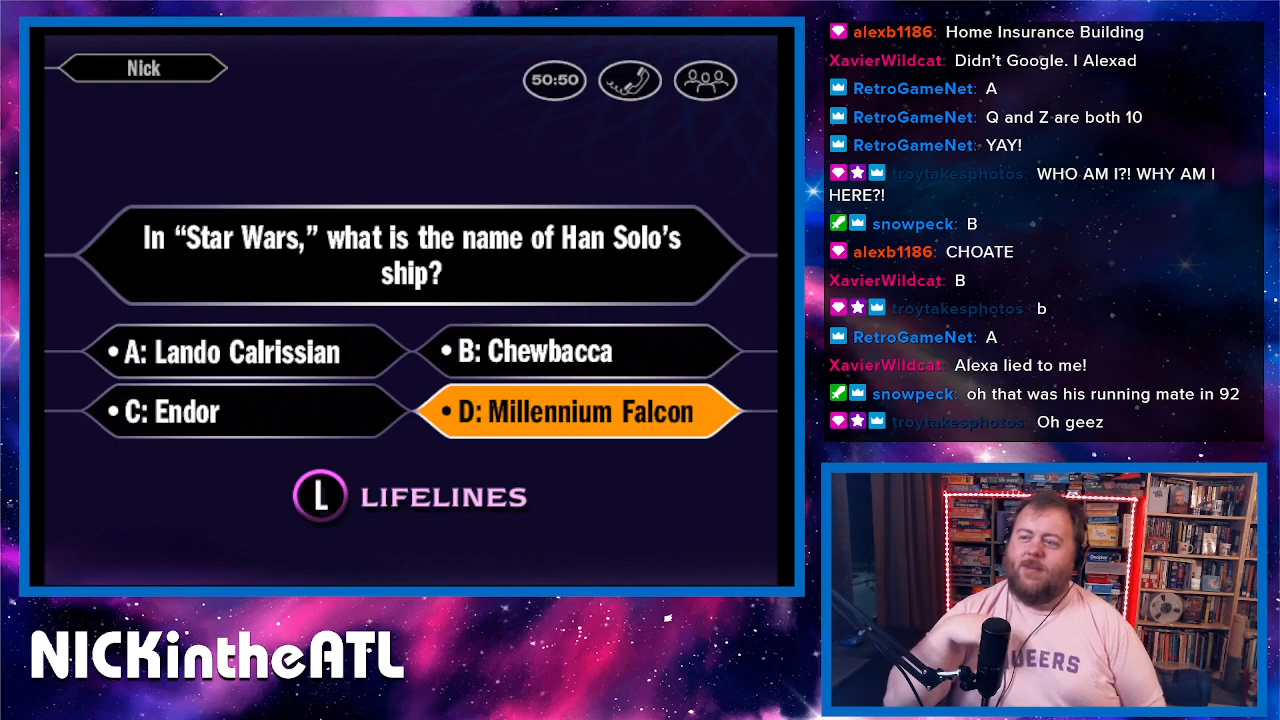 Nick
50:50
In “Star Wars,” what is the name of Han Solo’s
ship?
• A: Lando Calrissian
• B: Chewbacca
• C: Endor
• D: Millennium Falcon
L LIFELINES
NICKintheATL
alexb1186: Home Insurance Building
XavierWildcat: Didn’t Google. I Alexad
RetroGameNet: A
RetroGameNet: Q and Z are both 10
RetroGameNet: YAY!
troytakesphotos: WHO AM I?! WHY AM I
HERE?!
snowpeck: B
alexb1186: CHOATE
XavierWildcat: B
troytakesphotos: b
RetroGameNet: A
XavierWildcat: Alexa lied to me!
snowpeck: oh that was his running mate in 92
troytakesphotos: Oh geez
UEERS